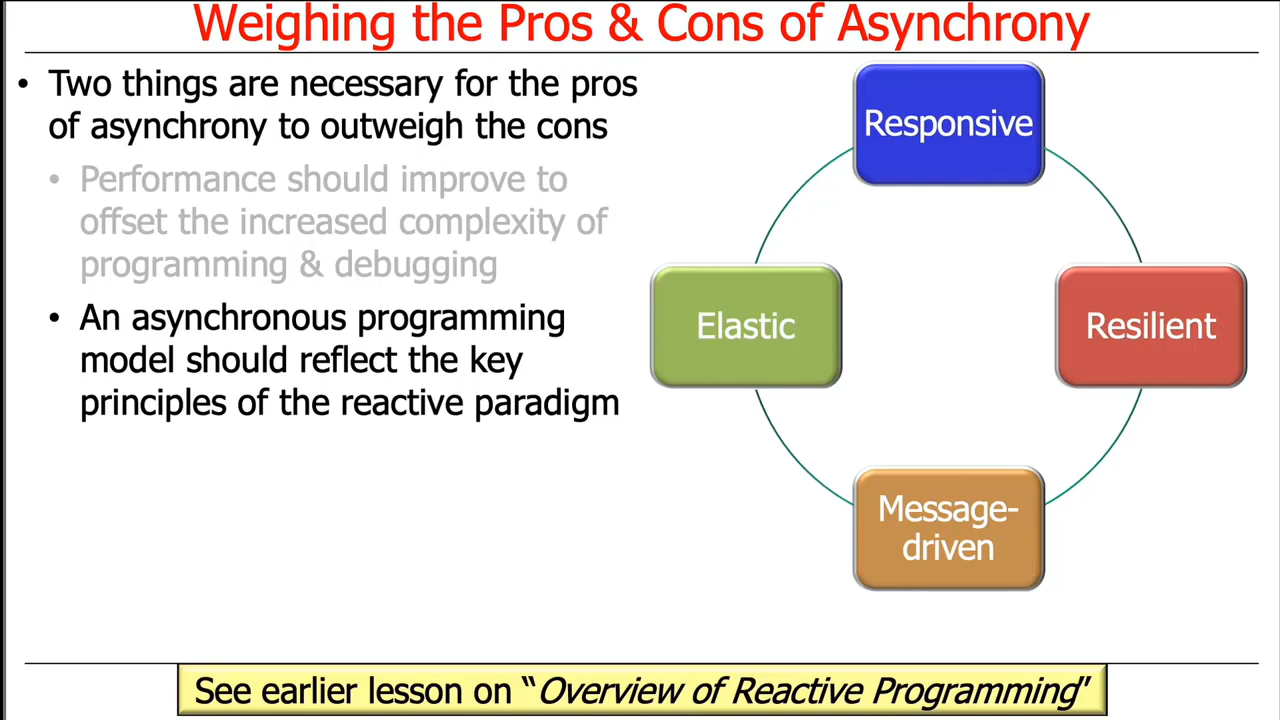 Weighing the Pros & Cons of Asynchrony
• Two things are necessary for the pros
of asynchrony to outweigh the cons
• Performance should improve to
offset the increased complexity of
programming & debugging
• An asynchronous programming
model should reflect the key
principles of the reactive paradigm
Responsive
Elastic
Resilient
Message-
driven
See earlier lesson on “Overview of Reactive Programming”